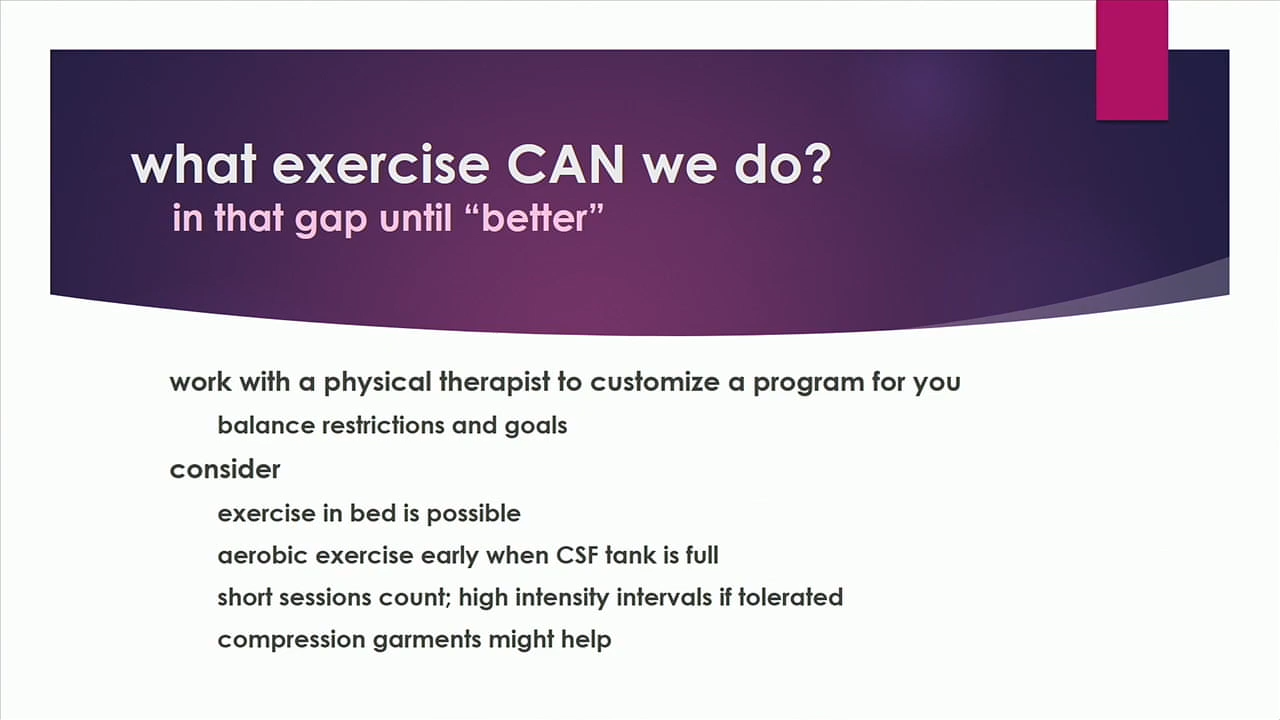 what exercise CAN we do?
in that gap until “better”
work with a physical therapist to customize a program for you
balance restrictions and goals
consider
exercise in bed is possible
aerobic exercise early when CSF tank is full
short sessions count; high intensity intervals if tolerated
compression garments might help